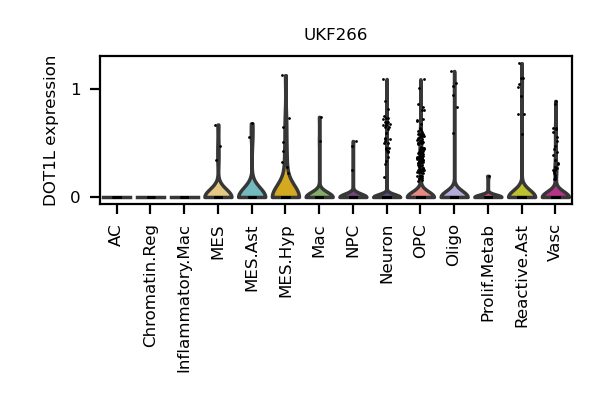 UKF266
DOT1L expression
1
0
AC
Chromatin.Reg
Inflammatory.Mac
MES
MES.Ast
MES.Hyp
Mac
NPC
Neuron
OPC
Oligo
Prolif.Metab
Reactive.Ast
Vasc